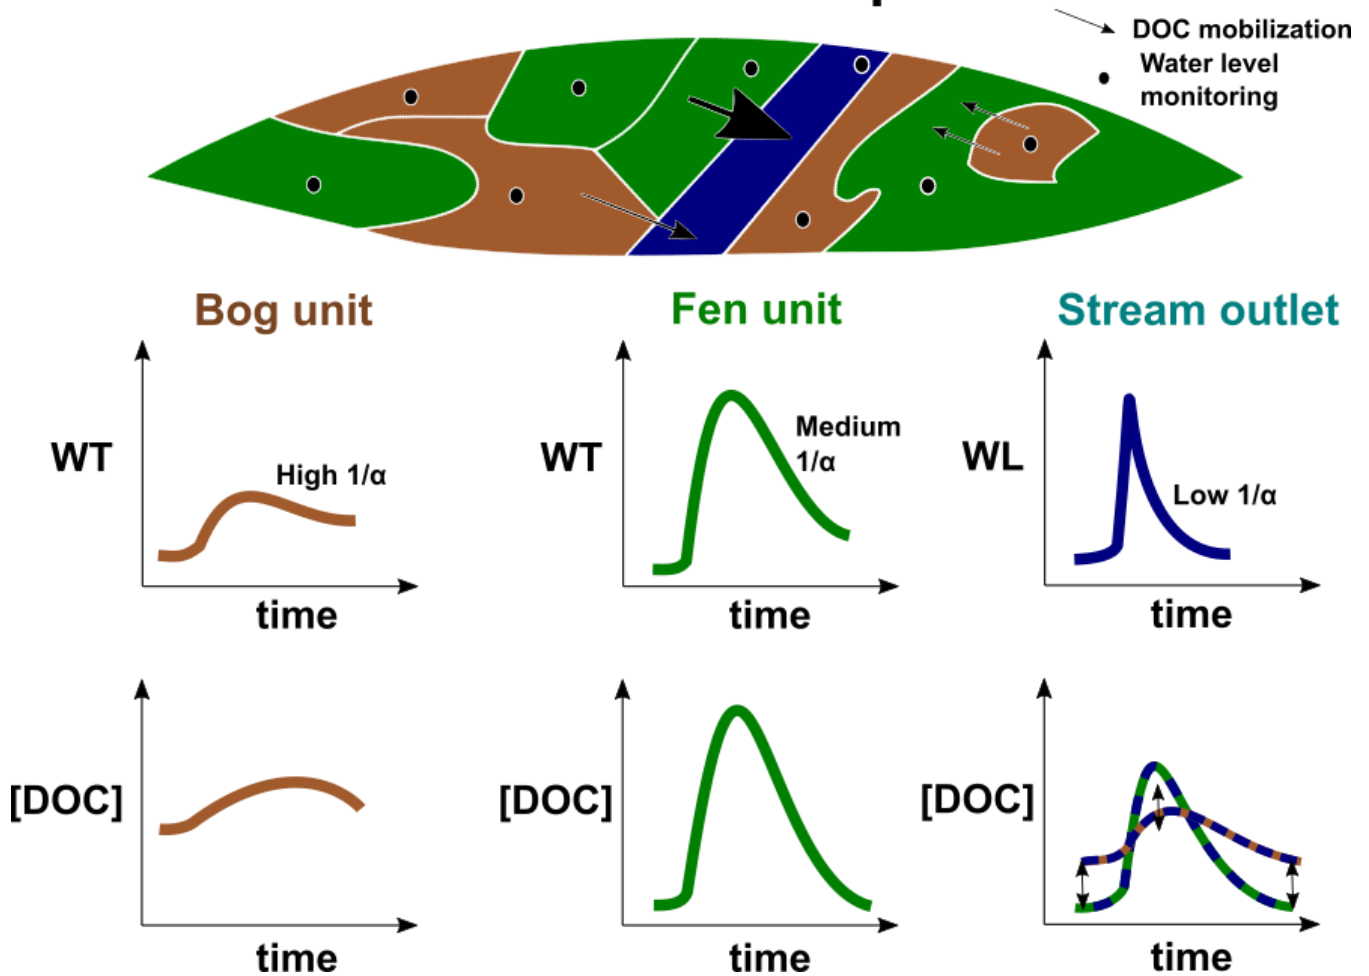 DOC mobilization
Water level
monitoring
Bog unit
Fen unit
Stream outlet
WT
High 1/α
time
WT
Medium
1/α
time
WL
Low 1/α
time
[DOC]
time
[DOC]
time
[DOC]
time